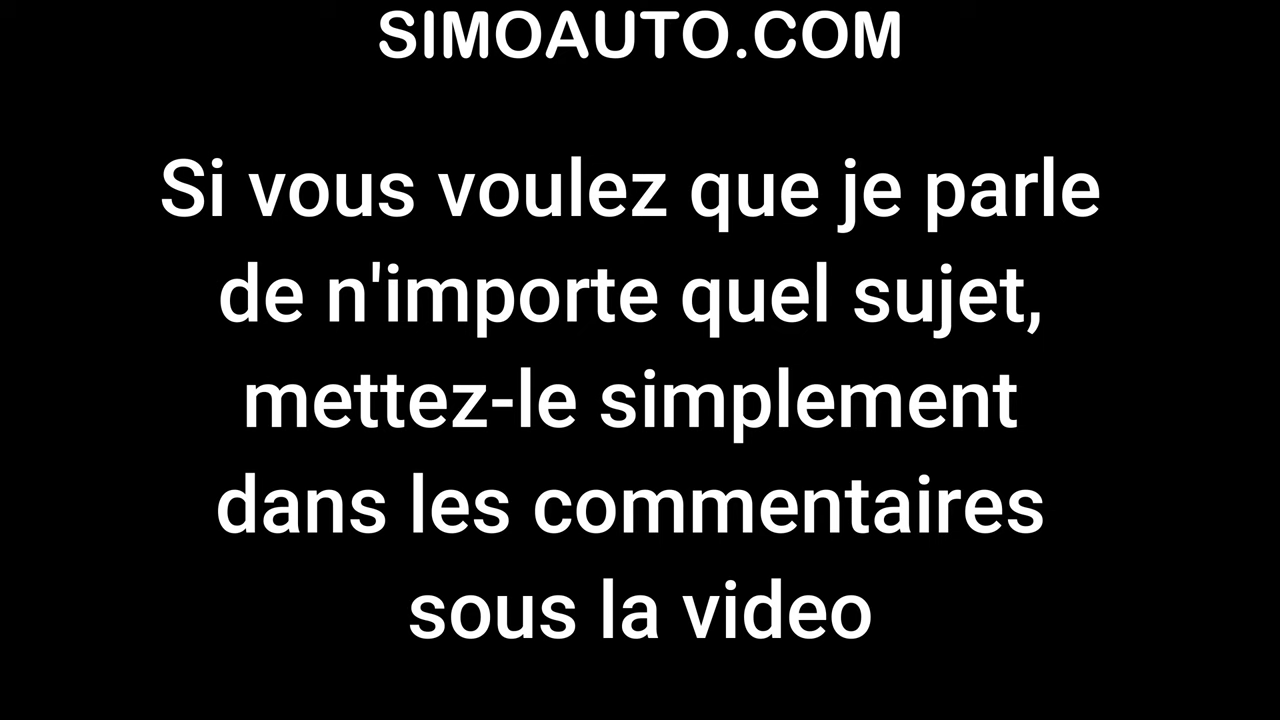 SIMOAUTO.COM
Si vous voulez que je parle
de n'importe quel sujet,
mettez-le simplement
dans les commentaires
sous la video